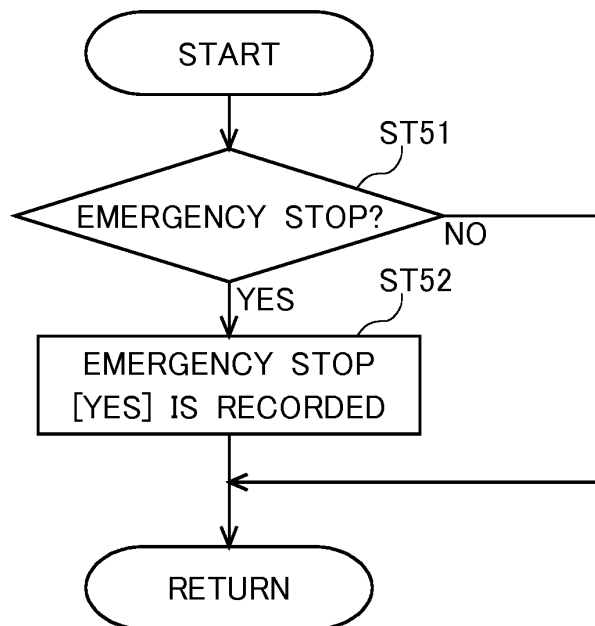 START
ST51
EMERGENCY STOP?
NO
YES
ST52
EMERGENCY STOP
[YES] IS RECORDED
RETURN